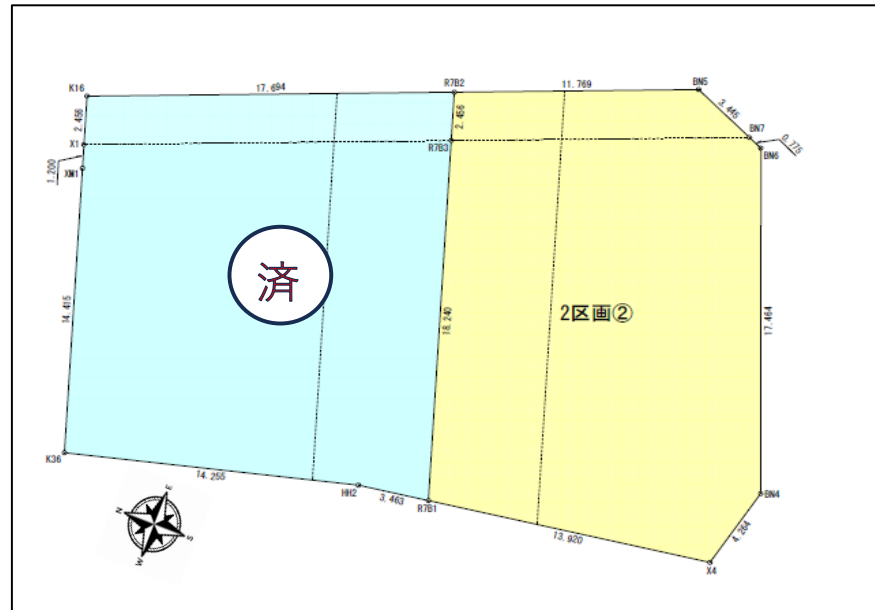 K16
17.694
R7B2
11.769
BN5
2.456
2.456
3.445
X1
R7B3
BN7
0.775
BN6
1.200
XM1
済
2区画②
14.415
18.240
17.464
K36
14.255
HH2
3.463
R7B1
13.920
BN4
4.264
X4
N
E
S
W